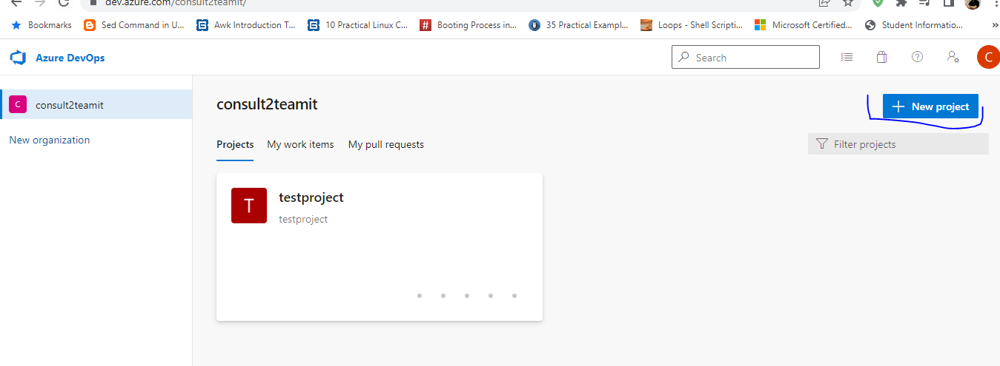 dev.azure.com/consult2teamit/
Bookmarks Sed Command in U... Awk Introduction T... 10 Practical Linux C... Booting Process in... 35 Practical Exampl... Loops - Shell Scripti... Microsoft Certified... Student Informatio... »
Azure DevOps Search C
C consult2teamit
New organization
consult2teamit
New project
Projects My work items My pull requests
Filter projects
T testproject
testproject